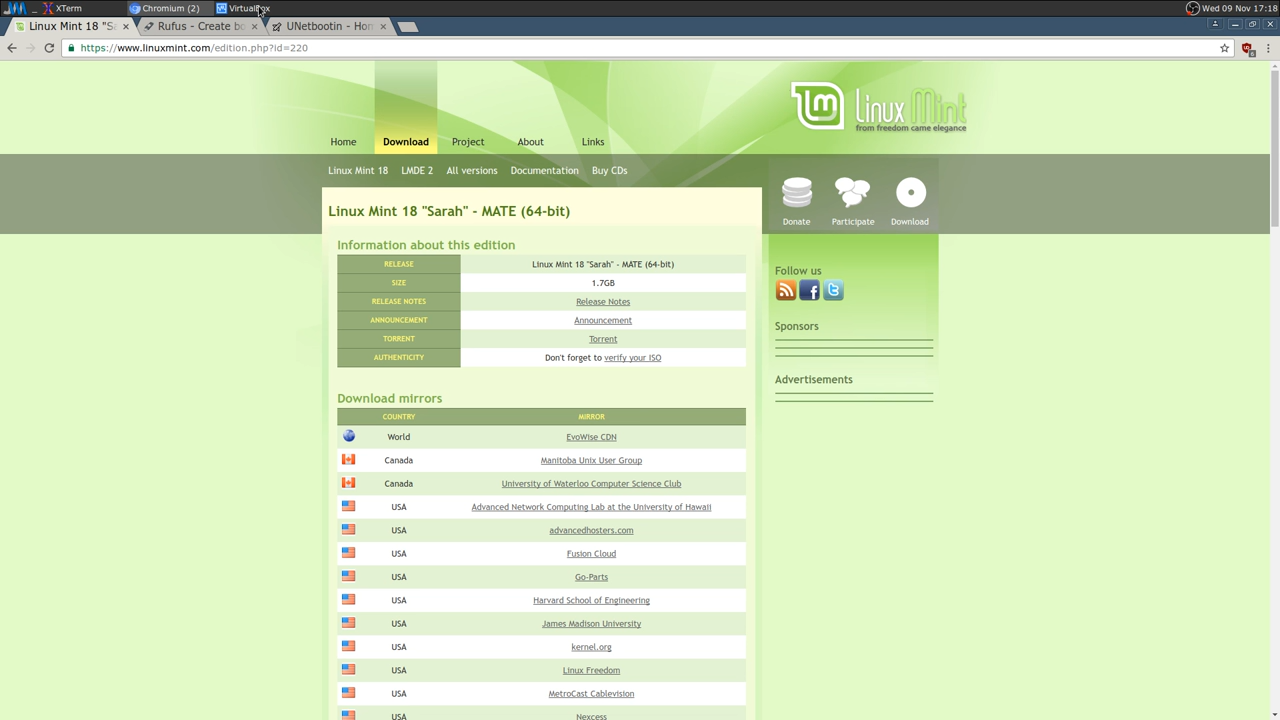 _ XTerm Chromium (2) VirtualBox Wed 09 Nov 17:18
Linux Mint 18 "Sa Rufus - Create bo UNetbootin - Hom
https://www.linuxmint.com/edition.php?id=220
Linux Mint
from freedom came elegance
Home Download Project About Links
Linux Mint 18 LMDE 2 All versions Documentation Buy CDs
Donate Participate Download
Linux Mint 18 "Sarah" - MATE (64-bit)
Information about this edition
RELEASE Linux Mint 18 "Sarah" - MATE (64-bit)
SIZE 1.7GB
RELEASE NOTES Release Notes
ANNOUNCEMENT Announcement
TORRENT Torrent
AUTHENTICITY Don't forget to verify your ISO
Follow us
Sponsors
Advertisements
Download mirrors
COUNTRY MIRROR
World EvoWise CDN
Canada Manitoba Unix User Group
Canada University of Waterloo Computer Science Club
USA Advanced Network Computing Lab at the University of Hawaii
USA advancedhosters.com
USA Fusion Cloud
USA Go-Parts
USA Harvard School of Engineering
USA James Madison University
USA kernel.org
USA Linux Freedom
USA MetroCast Cablevision
USA Nexcess